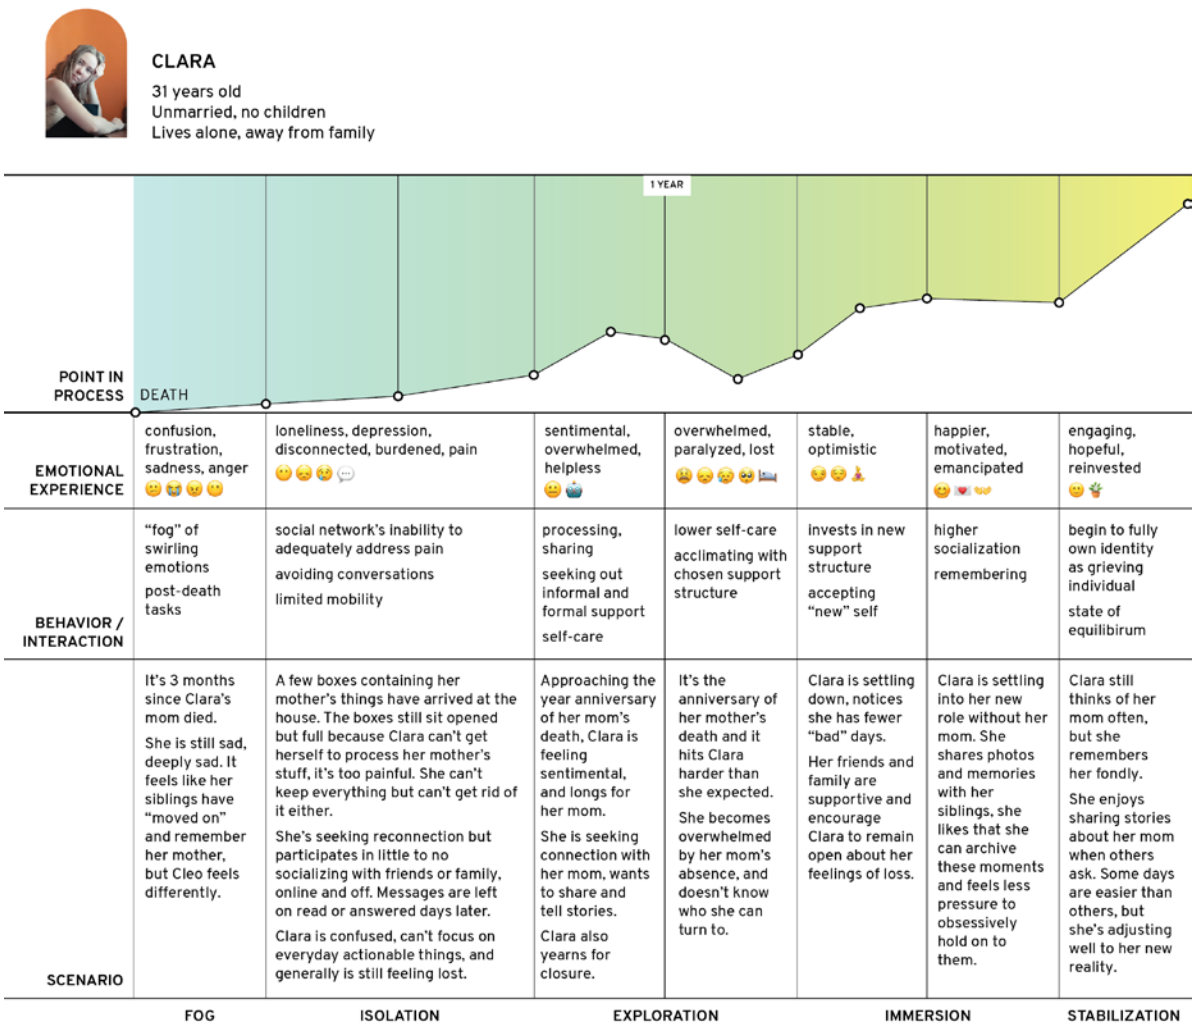 CLARA
31 years old
Unmarried, no children
Lives alone, away from family
1 YEAR
POINT IN
PROCESS
DEATH
EMOTIONAL
EXPERIENCE
confusion,
frustration,
sadness, anger
loneliness, depression,
disconnected, burdened, pain
sentimental,
overwhelmed,
helpless
overwhelmed,
paralyzed, lost
stable,
optimistic
happier,
motivated,
emancipated
engaging,
hopeful,
reinvested
BEHAVIOR /
INTERACTION
“fog” of
swirling
emotions
post-death
tasks
social network’s inability to
adequately address pain
avoiding conversations
limited mobility
processing,
sharing
seeking out
informal and
formal support
self-care
lower self-care
acclimating with
chosen support
structure
invests in new
support
structure
accepting
“new” self
higher
socialization
remembering
begin to fully
own identity
as grieving
individual
state of
equilibirum
SCENARIO
It’s 3 months
since Clara’s
mom died.
She is still sad,
deeply sad. It
feels like her
siblings have
“moved on”
and remember
her mother,
but Cleo feels
differently.
A few boxes containing her
mother’s things have arrived at the
house. The boxes still sit opened
but full because Clara can’t get
herself to process her mother’s
stuff, it’s too painful. She can’t
keep everything but can’t get rid of
it either.
She’s seeking reconnection but
participates in little to no
socializing with friends or family,
online and off. Messages are left
on read or answered days later.
Clara is confused, can’t focus on
everyday actionable things, and
generally is still feeling lost.
Approaching the
year anniversary
of her mom’s
death, Clara is
feeling
sentimental,
and longs for
her mom.
She is seeking
connection with
her mom, wants
to share and
tell stories.
Clara also
yearns for
closure.
It’s the
anniversary of
her mother’s
death and it
hits Clara
harder than
she expected.
She becomes
overwhelmed
by her mom’s
absence, and
doesn’t know
who she can
turn to.
Clara is settling
down, notices
she has fewer
“bad” days.
Her friends and
family are
supportive and
encourage
Clara to remain
open about her
feelings of loss.
Clara is settling
into her new
role without her
mom. She
shares photos
and memories
with her
siblings, she
likes that she
can archive
these moments
and feels less
pressure to
obsessively
hold on to
them.
Clara still
thinks of her
mom often,
but she
remembers
her fondly.
She enjoys
sharing stories
about her mom
when others
ask. Some days
are easier than
others, but
she’s adjusting
well to her new
reality.
FOG
ISOLATION
EXPLORATION
IMMERSION
STABILIZATION